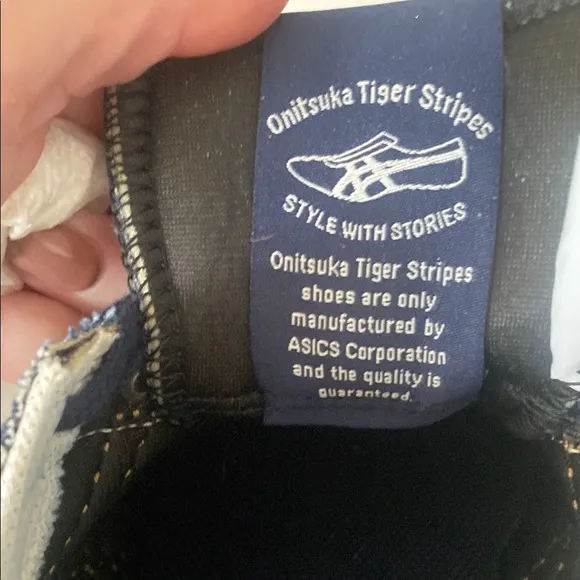 Onitsuka Tiger Stripes
STYLE WITH STORIES
Onitsuka Tiger Stripes
shoes are only
manufactured by
ASICS Corporation
and the quality is
guaranteed.